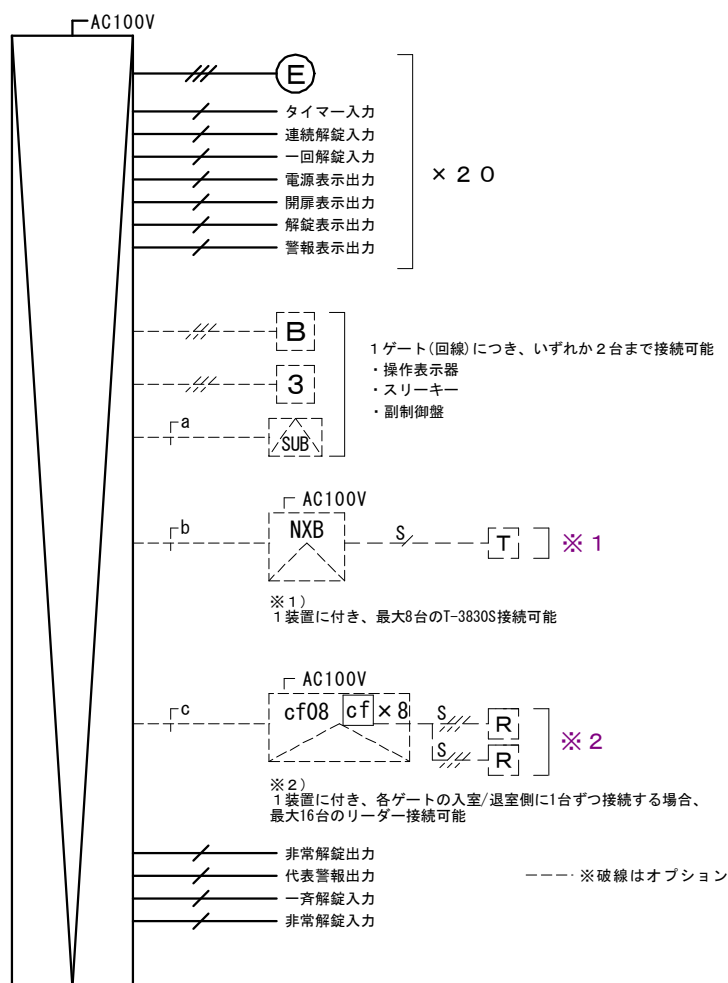 AC100V
E
タイマー入力
連続解錠入力
一回解錠入力
電源表示出力
開扉表示出力
解錠表示出力
警報表示出力
×20
B
3
a
SUB
1ゲート(回線)につき、いずれか2台まで接続可能
・操作表示器
・スリーキー
・副制御盤
b
AC100V
NXB
S
T
※1
※1)
1装置に付き、最大8台のT-3830S接続可能
c
AC100V
cf08 cf ×8
S
R
S
R
※2
※2)
1装置に付き、各ゲートの入室/退室側に1台ずつ接続する場合、
最大16台のリーダー接続可能
非常解錠出力
代表警報出力
一斉解錠入力
非常解錠入力
※破線はオプション